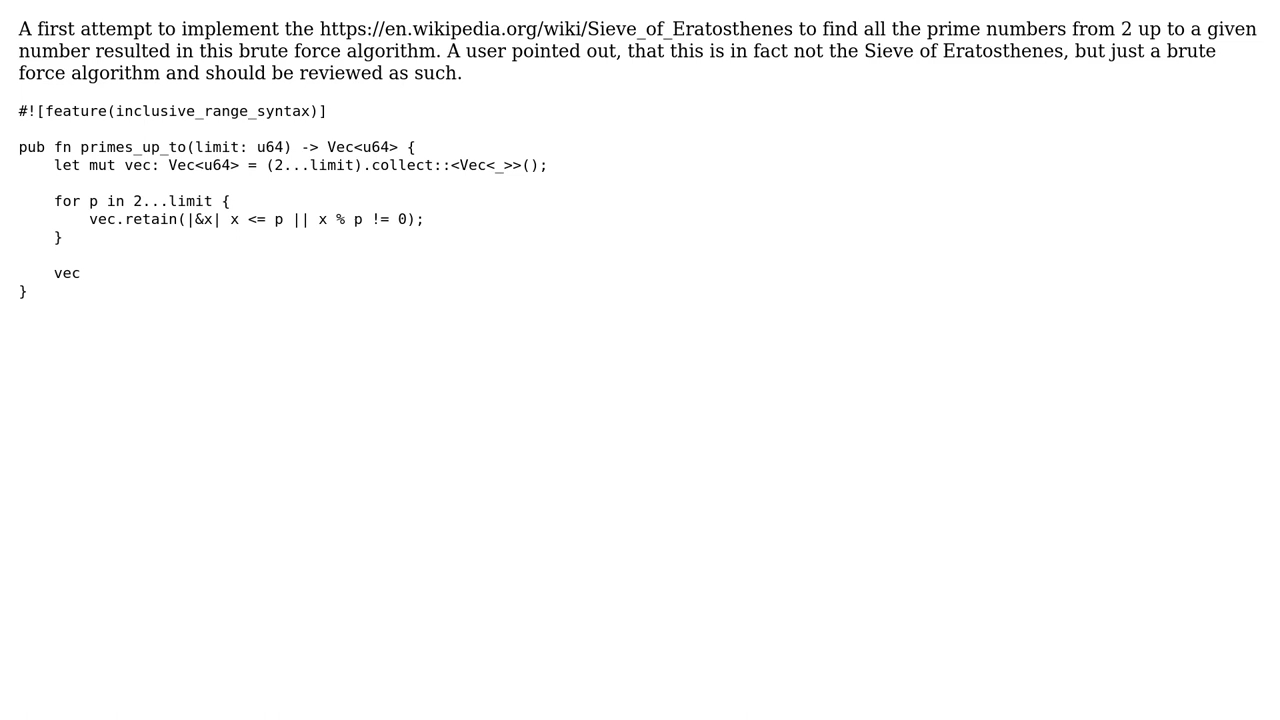 A first attempt to implement the https://en.wikipedia.org/wiki/Sieve_of_Eratosthenes to find all the prime numbers from 2 up to a given
number resulted in this brute force algorithm. A user pointed out, that this is in fact not the Sieve of Eratosthenes, but just a brute
force algorithm and should be reviewed as such.
#![feature(inclusive_range_syntax)]
pub fn primes_up_to(limit: u64) -> Vec<u64> {
    let mut vec: Vec<u64> = (2...limit).collect::<Vec<_>>();
    for p in 2...limit {
        vec.retain(|&x| x <= p || x % p != 0);
    }
    vec
}